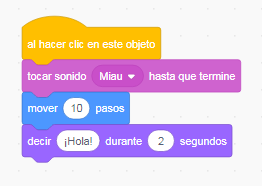 al hacer clic en este objeto
tocar sonido Miau hasta que termine
mover 10 pasos
decir ¡Hola! durante 2 segundos